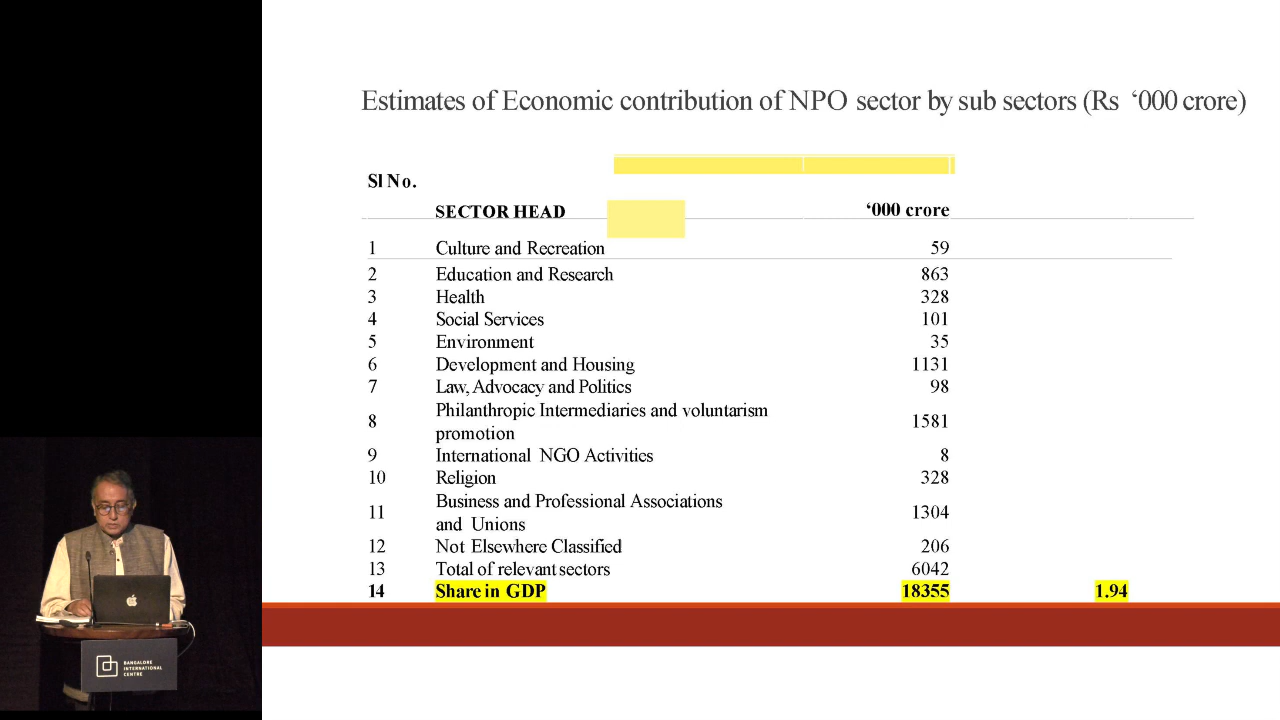 Estimates of Economic contribution of NPO sector by sub sectors (Rs ‘000 crore)
Sl No.
SECTOR HEAD ‘000 crore
1 Culture and Recreation 59
2 Education and Research 863
3 Health 328
4 Social Services 101
5 Environment 35
6 Development and Housing 1131
7 Law, Advocacy and Politics 98
8 Philanthropic Intermediaries and voluntarism
promotion 1581
9 International NGO Activities 8
10 Religion 328
11 Business and Professional Associations
and Unions 1304
12 Not Elsewhere Classified 206
13 Total of relevant sectors 6042
14 Share in GDP 18355 1.94
BANGALORE
INTERNATIONAL
CENTRE